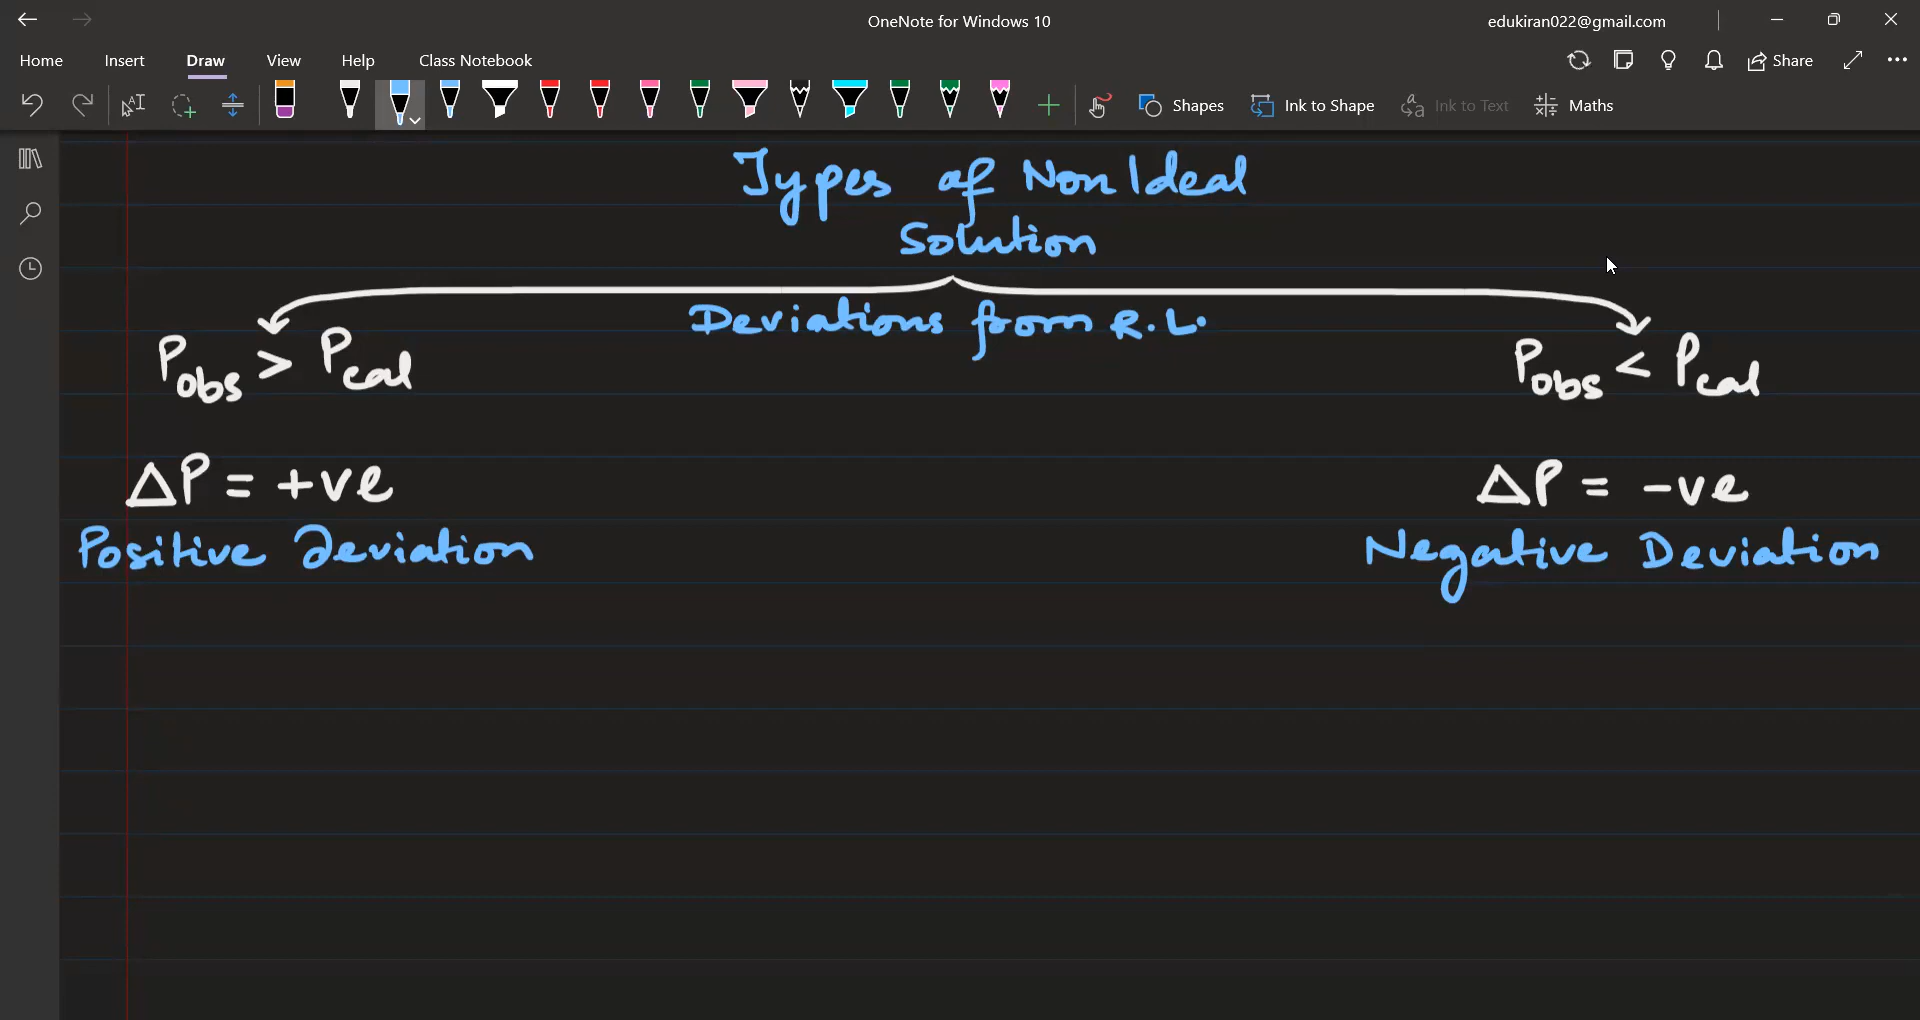 OneNote for Windows 10
edukiran022@gmail.com
Home Insert Draw View Help Class Notebook
Share
Shapes Ink to Shape Ink to Text Maths
Types of Non Ideal
Solution
Deviations from R.L.
Pobs > Pcal
Pobs < Pcal
ΔP = +ve
ΔP = -ve
Positive Deviation
Negative Deviation